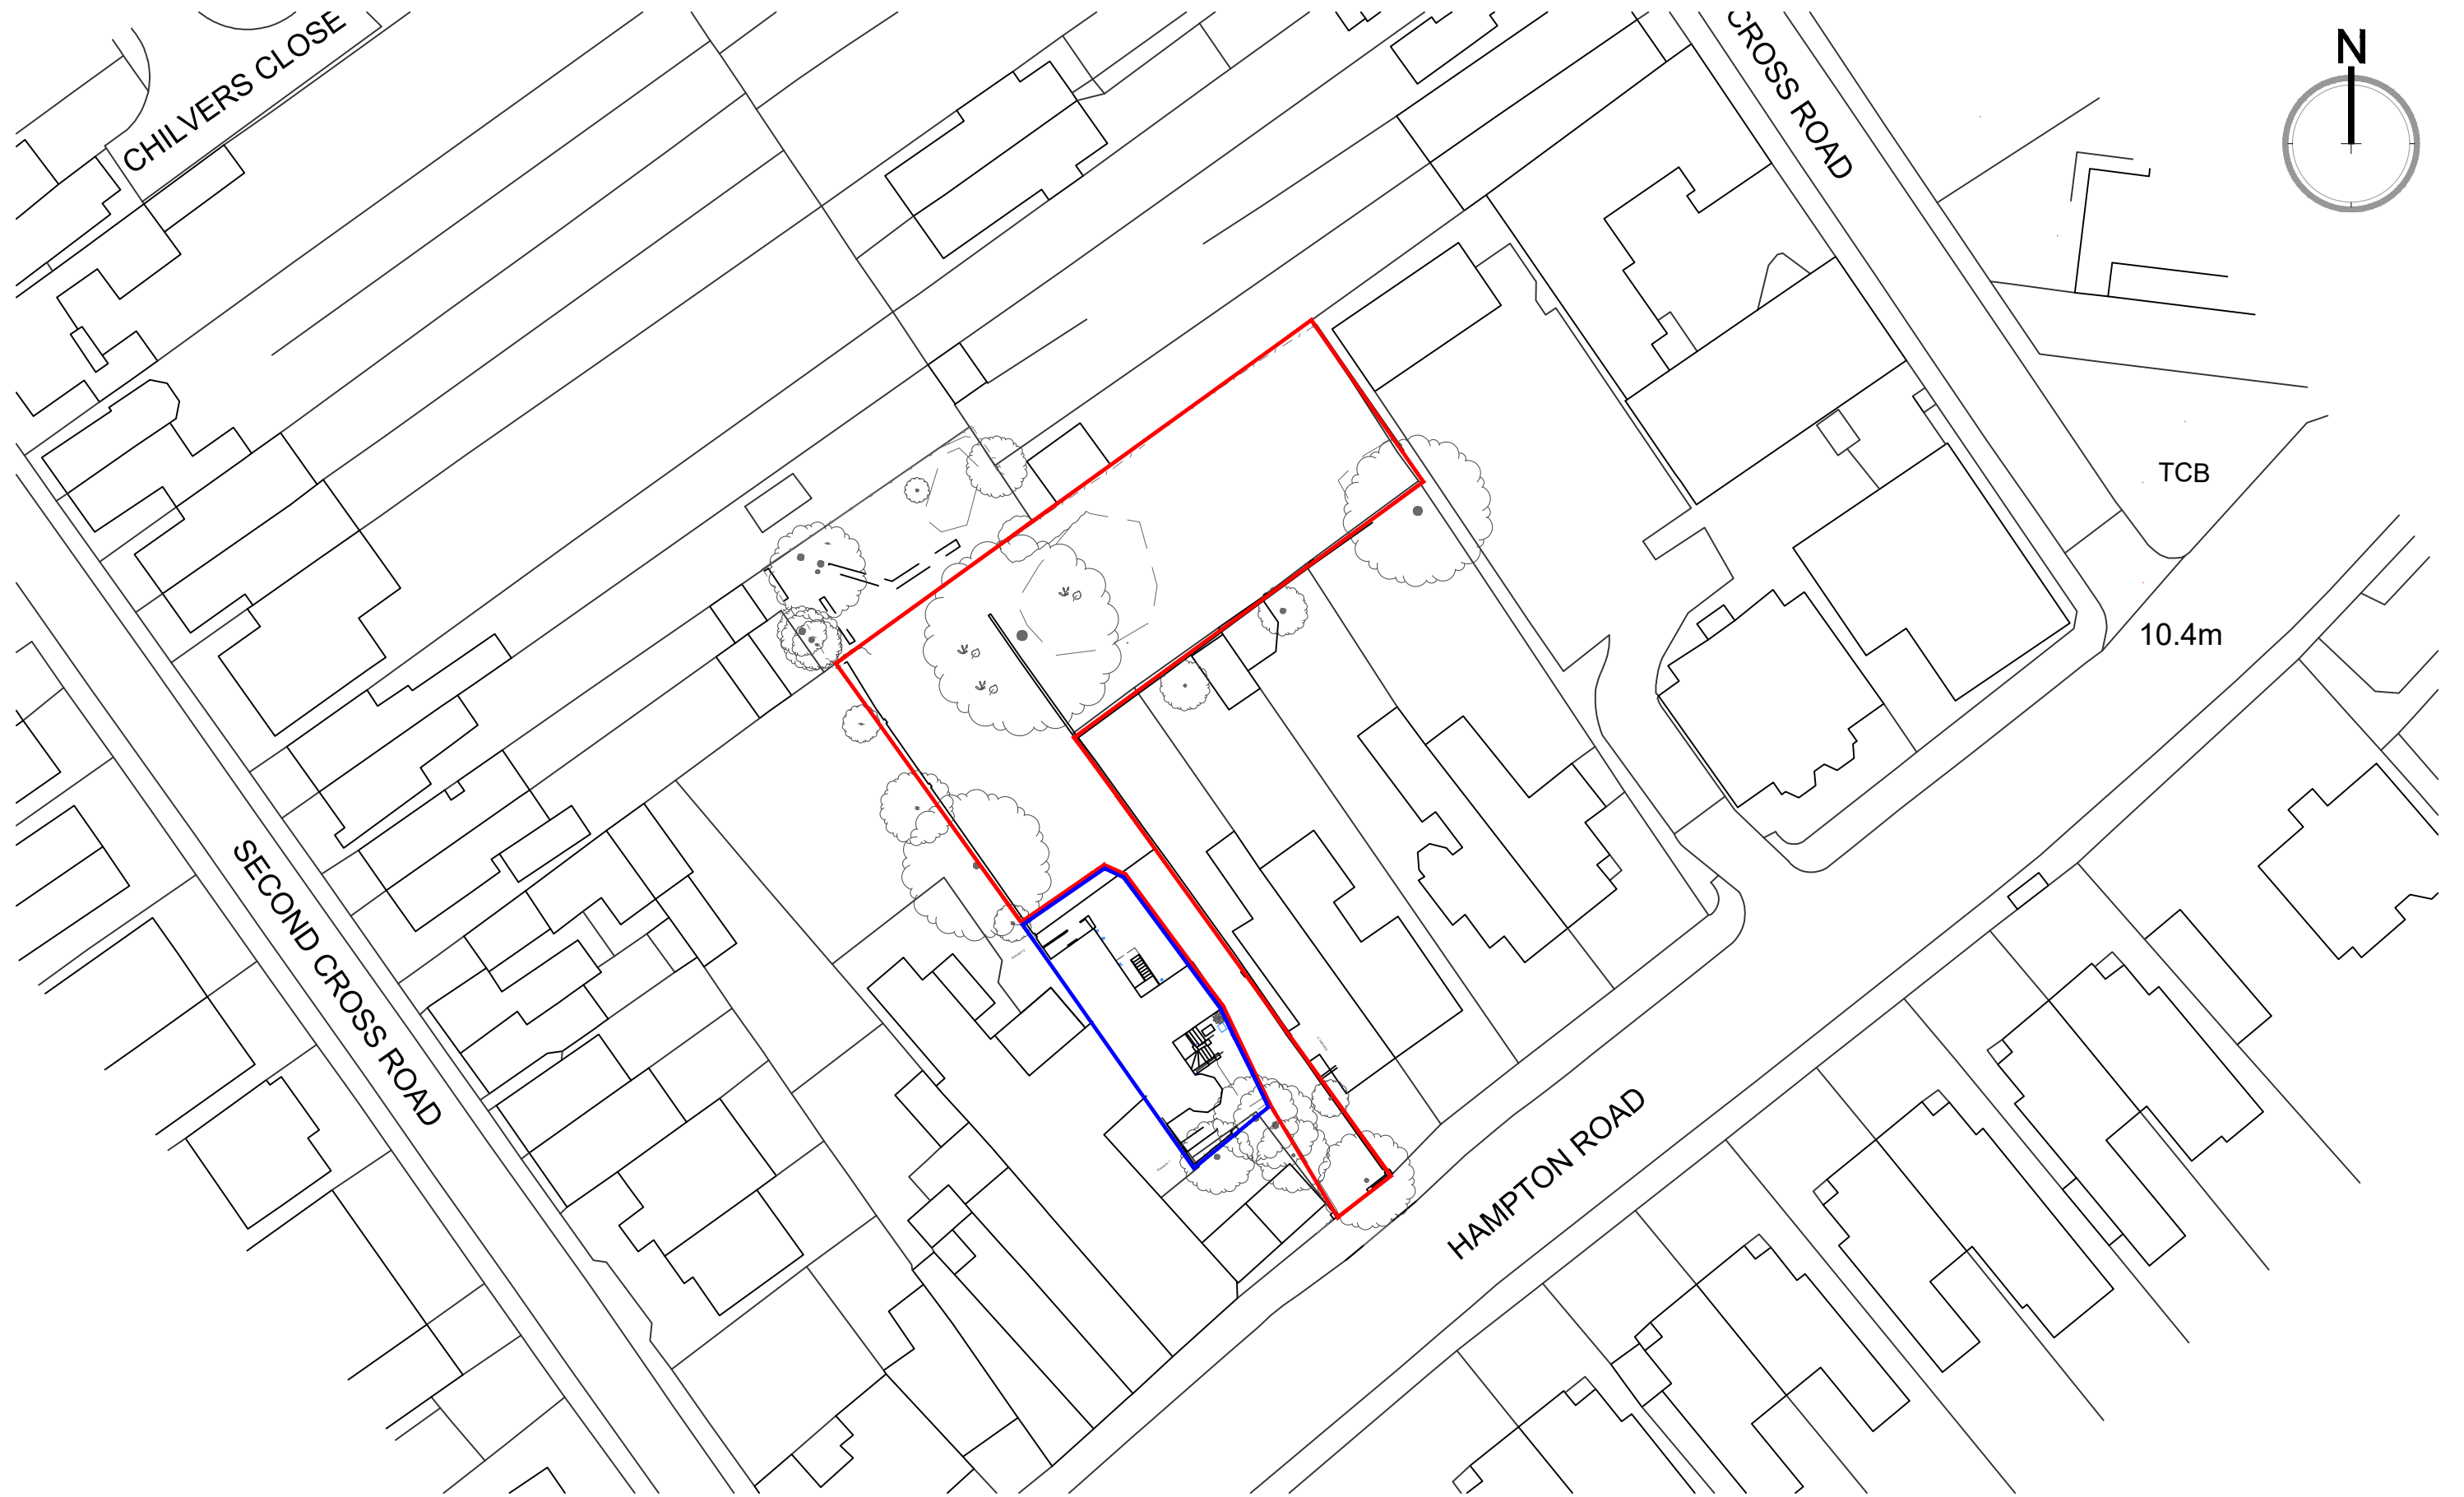 CHILVERS CLOSE
CROSS ROAD
N
TCB
10.4m
SECOND CROSS ROAD
HAMPTON ROAD